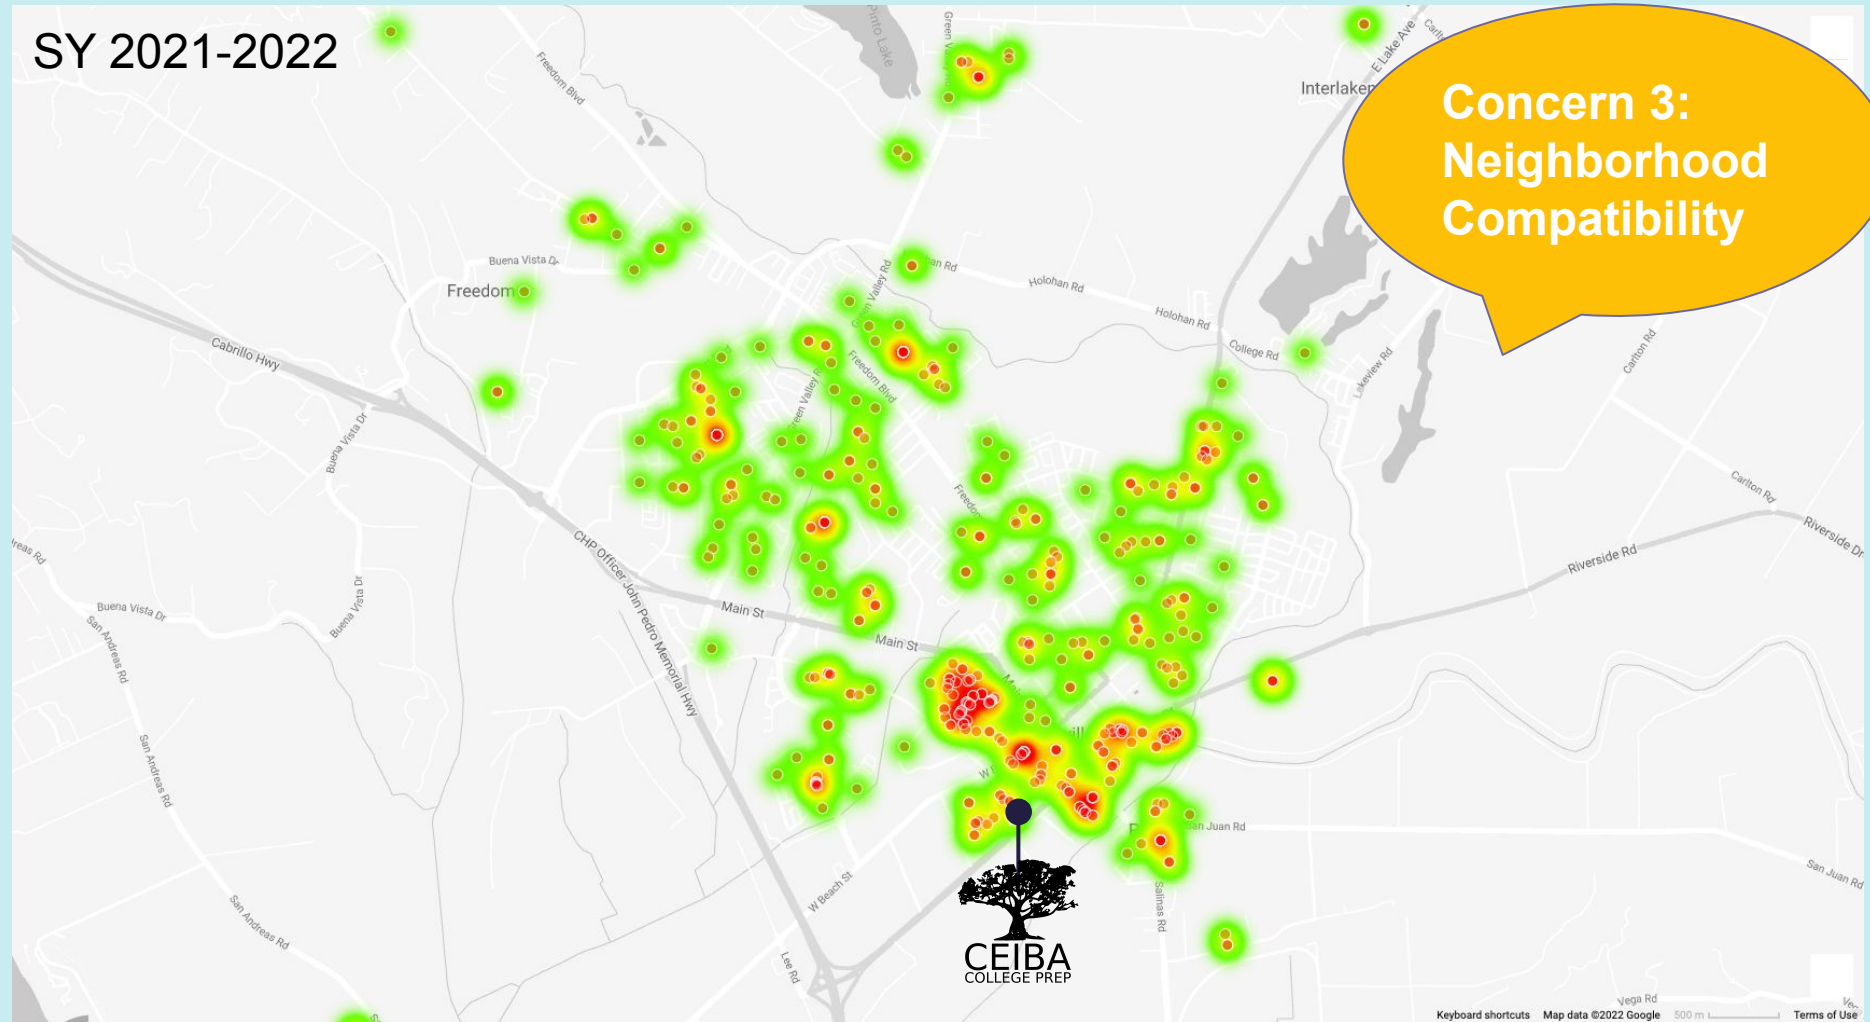 SY 2021-2022
Concern 3:
Neighborhood
Compatibility
Pinto Lake
Freedom Blvd
E Lake Ave
Interlaken
Buena Vista Dr
Freedom
Green Valley Rd
Holohan Rd
Holohan Rd
College Rd
Lakeview Rd
Carlton Rd
Cabrillo Hwy
Freedom Blvd
Buena Vista Dr
Carlton Rd
Riverside Dr
Riverside Rd
CHP Officer John Pedro Memorial Hwy
Main St
Main St
Buena Vista Dr
Buena Vista Dr
San Andreas Rd
San Andreas Rd
San Andreas Rd
San Juan Rd
San Juan Rd
W Beach St
Salinas Rd
Lee Rd
CEIBA
COLLEGE PREP
Vega Rd
Keyboard shortcuts Map data ©2022 Google 500 m Terms of Use